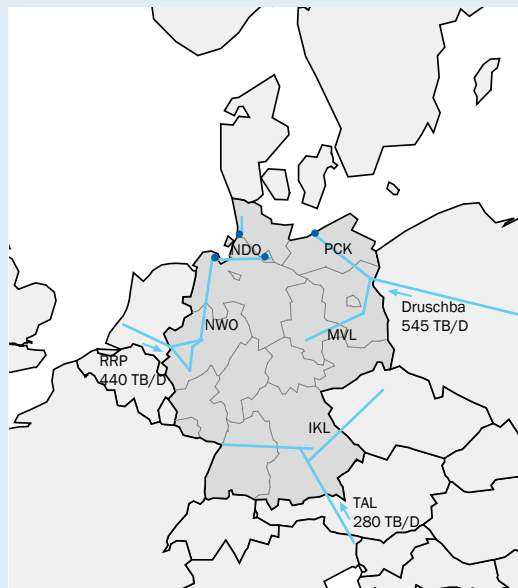 NDO
PCK
Druschba
545 TB/D
NWO
MVL
RRP
440 TB/D
IKL
TAL
280 TB/D